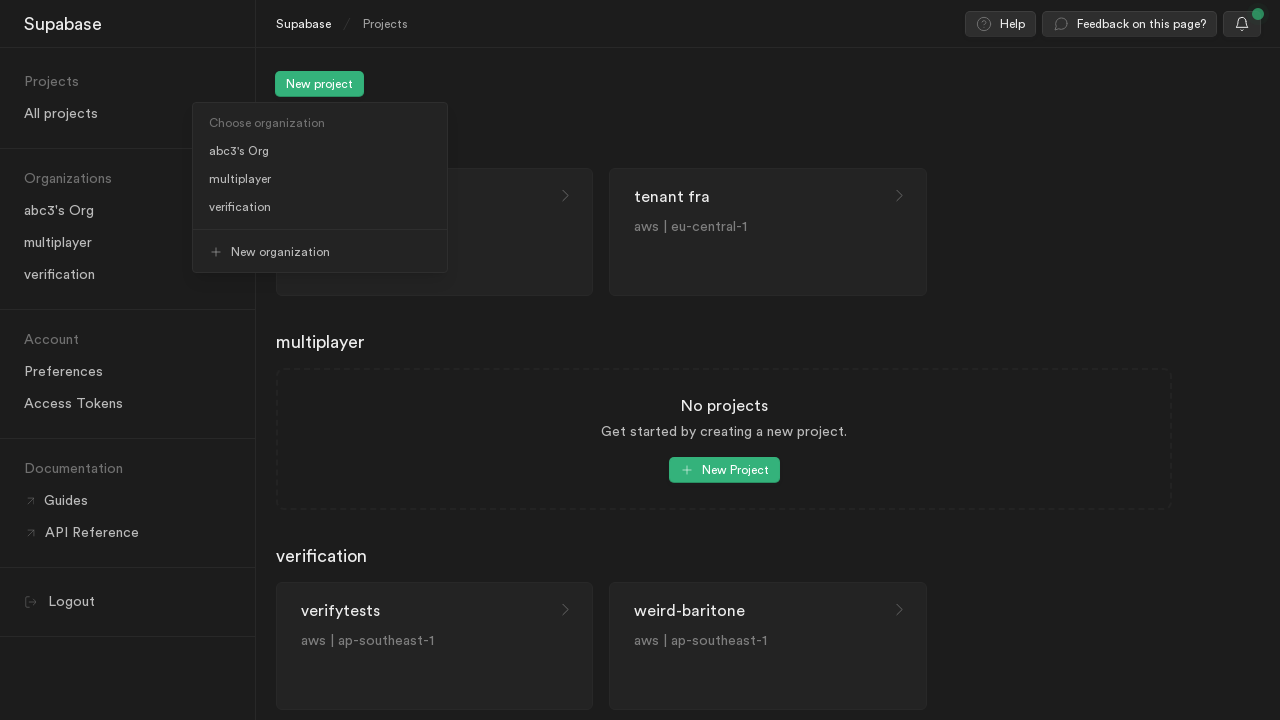 Supabase
Supabase / Projects
Help
Feedback on this page?
Projects
All projects
Organizations
abc3's Org
multiplayer
verification
Account
Preferences
Access Tokens
Documentation
Guides
API Reference
Logout
New project
Choose organization
abc3's Org
multiplayer
verification
New organization
tenant fra
aws | eu-central-1
multiplayer
No projects
Get started by creating a new project.
New Project
verification
verifytests
aws | ap-southeast-1
weird-baritone
aws | ap-southeast-1